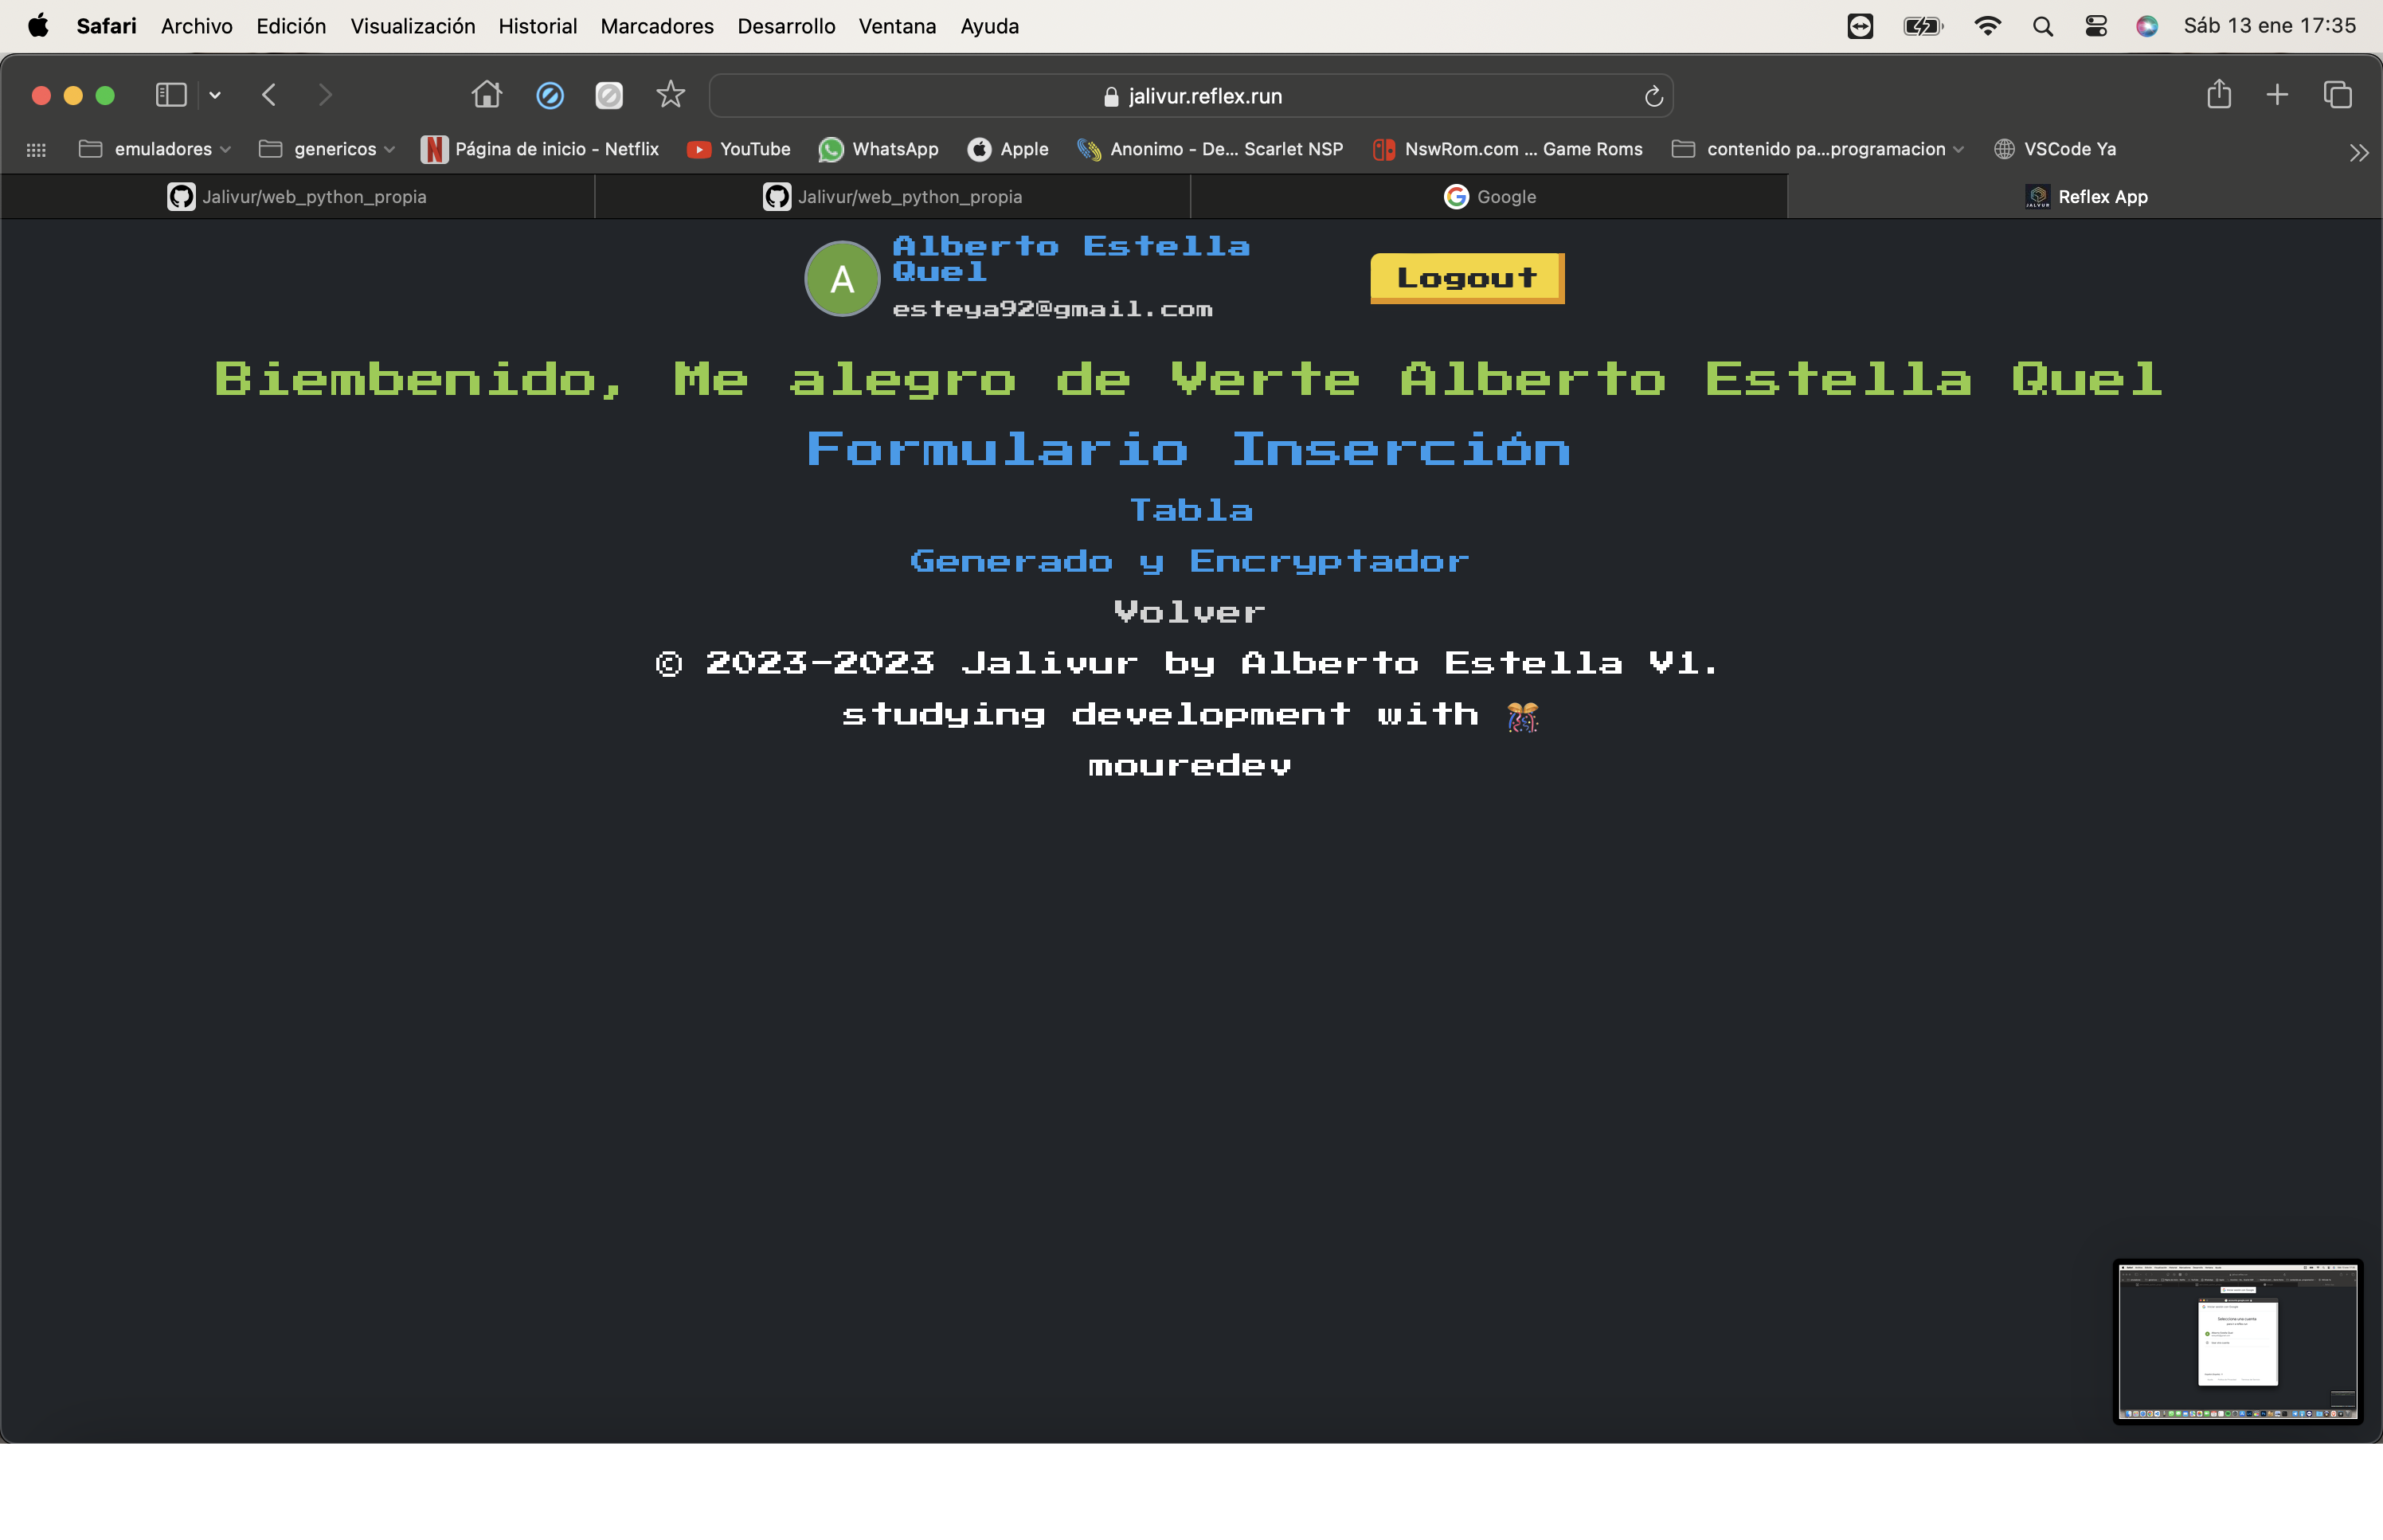 Safari Archivo Edición Visualización Historial Marcadores Desarrollo Ventana Ayuda Sáb 13 ene 17:35
jalivur.reflex.run
emuladores genericos Página de inicio - Netflix YouTube WhatsApp Apple Anonimo - De... Scarlet NSP NswRom.com ... Game Roms contenido pa...programacion VSCode Ya
Jalivur/web_python_propia Jalivur/web_python_propia Google Reflex App
A
Alberto Estella
Quel
esteya92@gmail.com
Logout
Biembenido, Me alegro de Verte Alberto Estella Quel
Formulario Inserción
Tabla
Generado y Encryptador
Volver
© 2023-2023 Jalivur by Alberto Estella V1.
studying development with 🎊
mouredev
Selecciona una cuenta